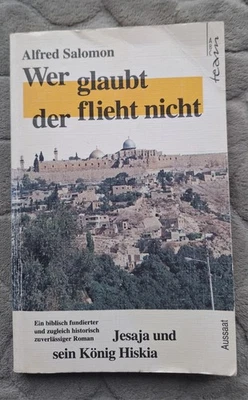 Alfred Salomon
Wer glaubt
der flieht nicht
team
Ein biblisch fundierter
und zugleich historisch
zuverlässiger Roman
Jesaja und
sein König Hiskia
Aussaat